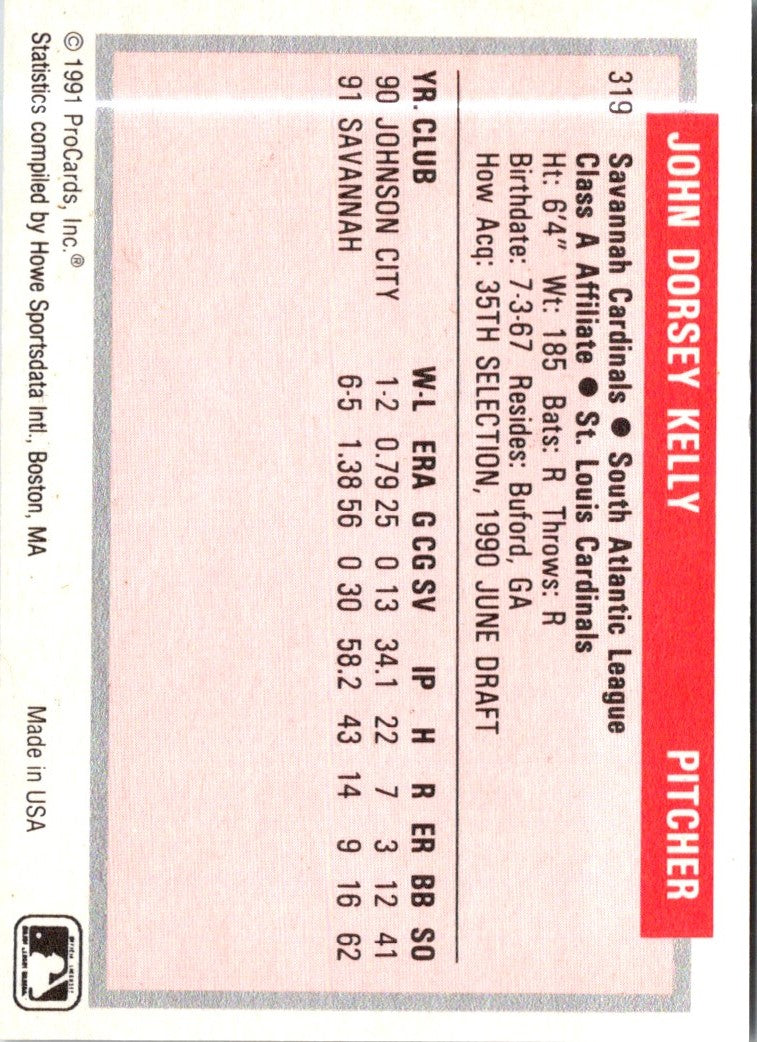 JOHN DORSEY KELLY PITCHER
319 Savannah Cardinals ● South Atlantic League
Class A Affiliate ● St. Louis Cardinals
Ht: 6'4" Wt: 185 Bats: R Throws: R
Birthdate: 7-3-67 Resides: Buford, GA
How Acq: 35TH SELECTION, 1990 JUNE DRAFT
YR. CLUB W-L ERA G CG SV IP H R ER BB SO
90 JOHNSON CITY 1-2 0.79 25 0 13 34.1 22 7 3 12 41
91 SAVANNAH 6-5 1.38 56 0 30 58.2 43 14 9 16 62
© 1991 ProCards, Inc.®
Statistics compiled by Howe Sportsdata Intl., Boston, MA Made in USA